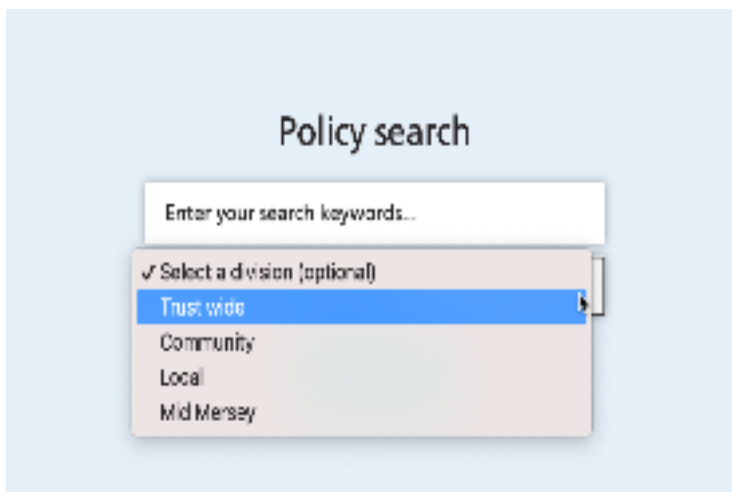 Policy search
Enter your search keywords...
✓ Select a division (optional)
Trust wide
Community
Local
Mid Mersey